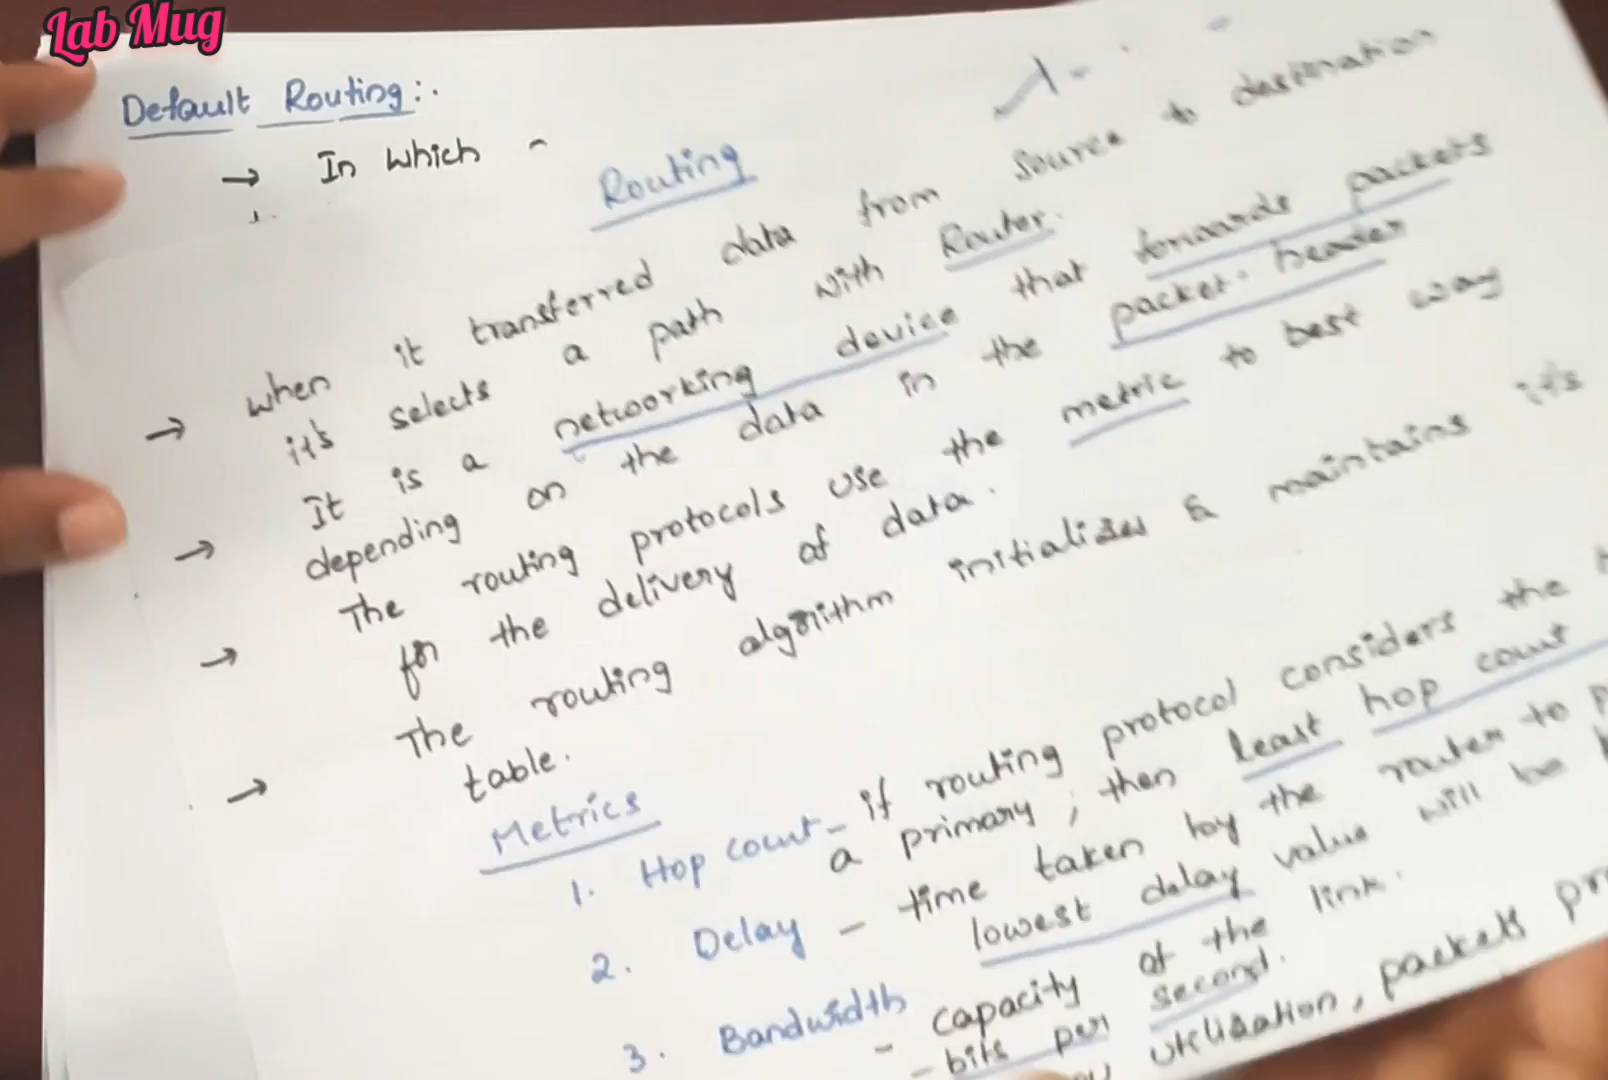 Lab Mug
Default Routing:.
→ In which
Routing
→ when it transferred data from source to destination
it's selects a path with Router.
→ It is a networking device that forwards packets
depending on the data in the packet header
→ The routing protocols use the metric to best way
for the delivery of data.
→ The routing algorithm initializes & maintains it's
table.
Metrics
1. Hop count - if routing protocol considers the
a primary, then least hop count
2. Delay - time taken by the router to
lowest delay value will be
3. Bandwidth - capacity of the link.
- bits per second.
utilisation, packets